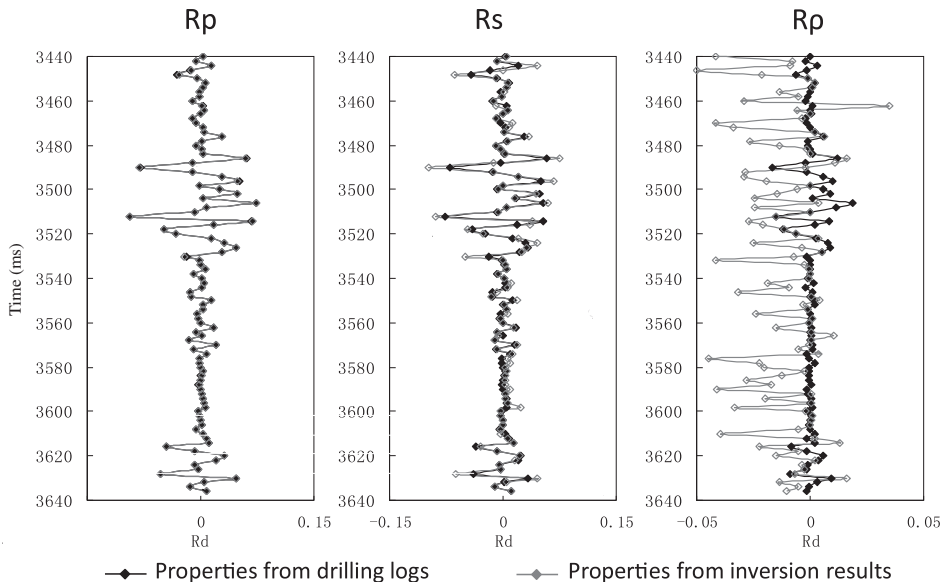 Rp Rs Rρ
3440 3440 3440
3460 3460 3460
3480 3480 3480
3500 3500 3500
3520 3520 3520
Time (ms)
3540 3540 3540
3560 3560 3560
3580 3580 3580
3600 3600 3600
3620 3620 3620
3640 3640 3640
0 0.15 -0.15 0 0.15 -0.05 0 0.05
Rd Rd Rd
Properties from drilling logs Properties from inversion results